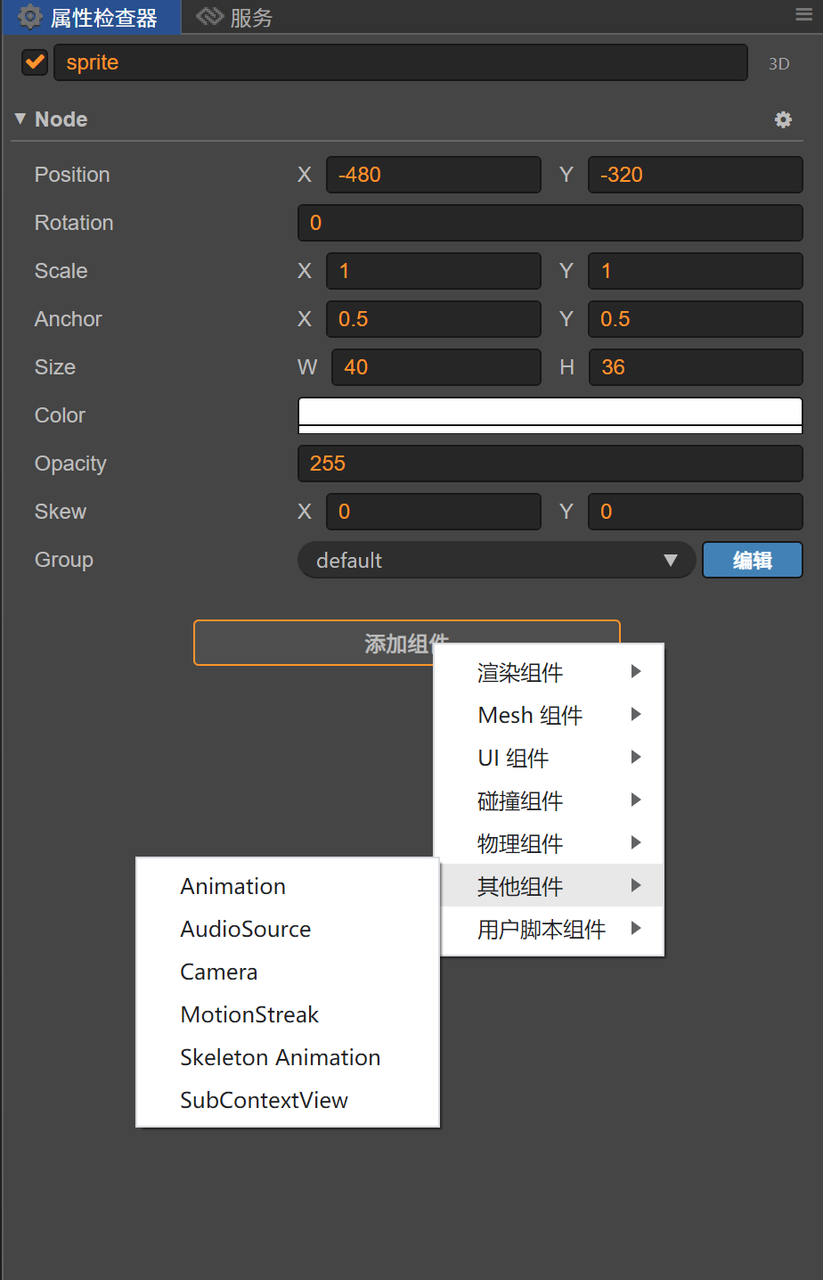 属性检查器 服务
sprite 3D
Node
Position X -480 Y -320
Rotation 0
Scale X 1 Y 1
Anchor X 0.5 Y 0.5
Size W 40 H 36
Color
Opacity 255
Skew X 0 Y 0
Group default 编辑
添加组件
渲染组件
Mesh 组件
UI 组件
碰撞组件
物理组件
其他组件
用户脚本组件
Animation
AudioSource
Camera
MotionStreak
Skeleton Animation
SubContextView